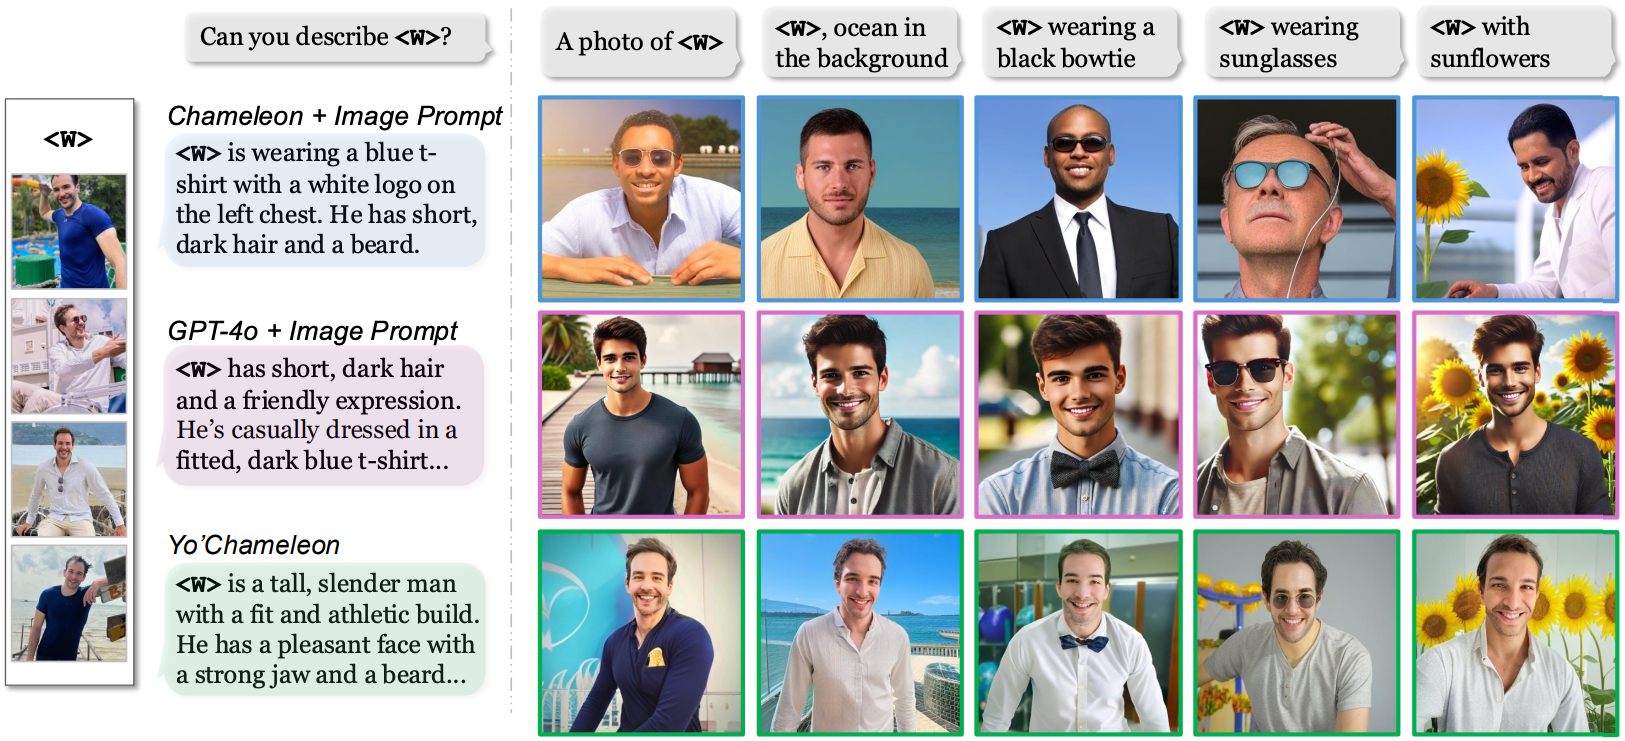 Can you describe <W>?
A photo of <W>
<W>, ocean in
the background
<W> wearing a
black bowtie
<W> wearing
sunglasses
<W> with
sunflowers
<W>
Chameleon + Image Prompt
<W> is wearing a blue t-
shirt with a white logo on
the left chest. He has short,
dark hair and a beard.
GPT-4o + Image Prompt
<W> has short, dark hair
and a friendly expression.
He's casually dressed in a
fitted, dark blue t-shirt...
Yo'Chameleon
<W> is a tall, slender man
with a fit and athletic build.
He has a pleasant face with
a strong jaw and a beard...